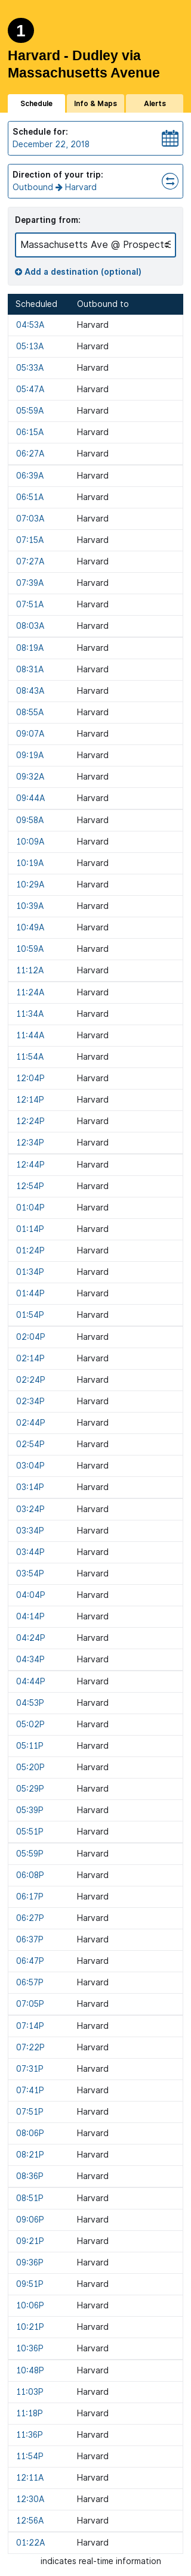 1
Harvard - Dudley via
Massachusetts Avenue
Schedule
Info & Maps
Alerts
Schedule for:
December 22, 2018
Direction of your trip:
Outbound Harvard
Departing from:
Massachusetts Ave @ Prospect S
Add a destination (optional)
Scheduled Outbound to
04:53A Harvard
05:13A Harvard
05:33A Harvard
05:47A Harvard
05:59A Harvard
06:15A Harvard
06:27A Harvard
06:39A Harvard
06:51A Harvard
07:03A Harvard
07:15A Harvard
07:27A Harvard
07:39A Harvard
07:51A Harvard
08:03A Harvard
08:19A Harvard
08:31A Harvard
08:43A Harvard
08:55A Harvard
09:07A Harvard
09:19A Harvard
09:32A Harvard
09:44A Harvard
09:58A Harvard
10:09A Harvard
10:19A Harvard
10:29A Harvard
10:39A Harvard
10:49A Harvard
10:59A Harvard
11:12A Harvard
11:24A Harvard
11:34A Harvard
11:44A Harvard
11:54A Harvard
12:04P Harvard
12:14P Harvard
12:24P Harvard
12:34P Harvard
12:44P Harvard
12:54P Harvard
01:04P Harvard
01:14P Harvard
01:24P Harvard
01:34P Harvard
01:44P Harvard
01:54P Harvard
02:04P Harvard
02:14P Harvard
02:24P Harvard
02:34P Harvard
02:44P Harvard
02:54P Harvard
03:04P Harvard
03:14P Harvard
03:24P Harvard
03:34P Harvard
03:44P Harvard
03:54P Harvard
04:04P Harvard
04:14P Harvard
04:24P Harvard
04:34P Harvard
04:44P Harvard
04:53P Harvard
05:02P Harvard
05:11P Harvard
05:20P Harvard
05:29P Harvard
05:39P Harvard
05:51P Harvard
05:59P Harvard
06:08P Harvard
06:17P Harvard
06:27P Harvard
06:37P Harvard
06:47P Harvard
06:57P Harvard
07:05P Harvard
07:14P Harvard
07:22P Harvard
07:31P Harvard
07:41P Harvard
07:51P Harvard
08:06P Harvard
08:21P Harvard
08:36P Harvard
08:51P Harvard
09:06P Harvard
09:21P Harvard
09:36P Harvard
09:51P Harvard
10:06P Harvard
10:21P Harvard
10:36P Harvard
10:48P Harvard
11:03P Harvard
11:18P Harvard
11:36P Harvard
11:54P Harvard
12:11A Harvard
12:30A Harvard
12:56A Harvard
01:22A Harvard
indicates real-time information